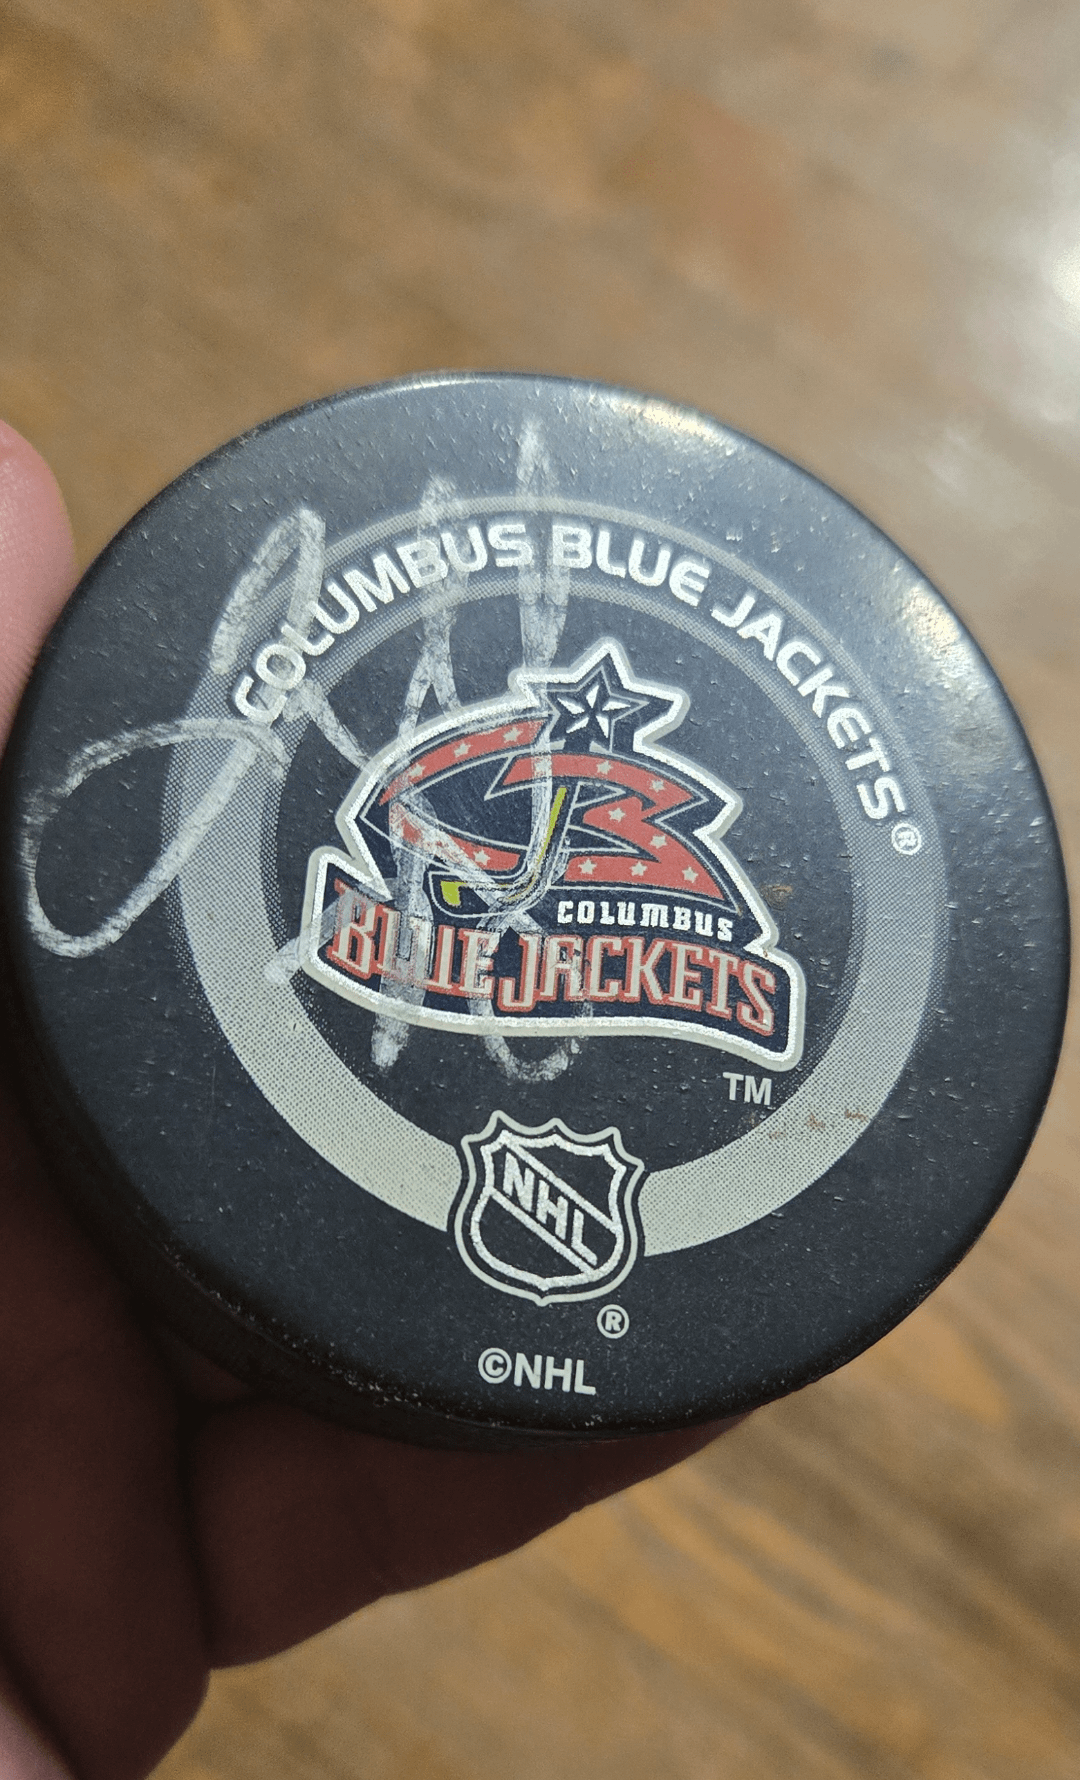 COLUMBUS BLUE JACKETS®
COLUMBUS
BLUE JACKETS
TM
NHL
®
©NHL